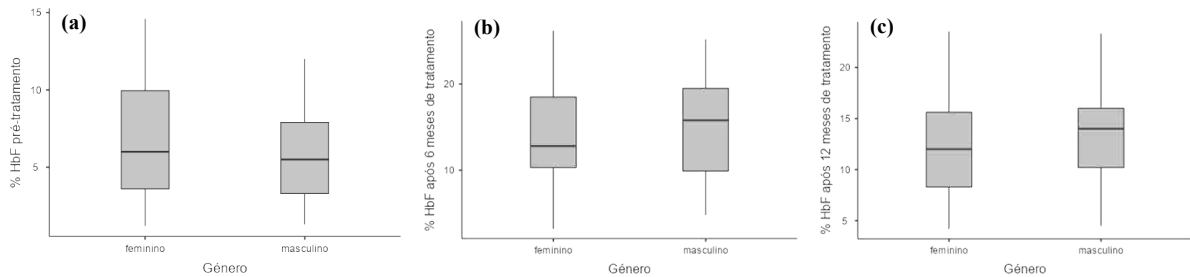 (a)
% HbF pré-tratamento
15
10
5
feminino
masculino
Género
(b)
% HbF após 6 meses de tratamento
20
10
feminino
masculino
Género
(c)
% HbF após 12 meses de tratamento
20
15
10
5
feminino
masculino
Género